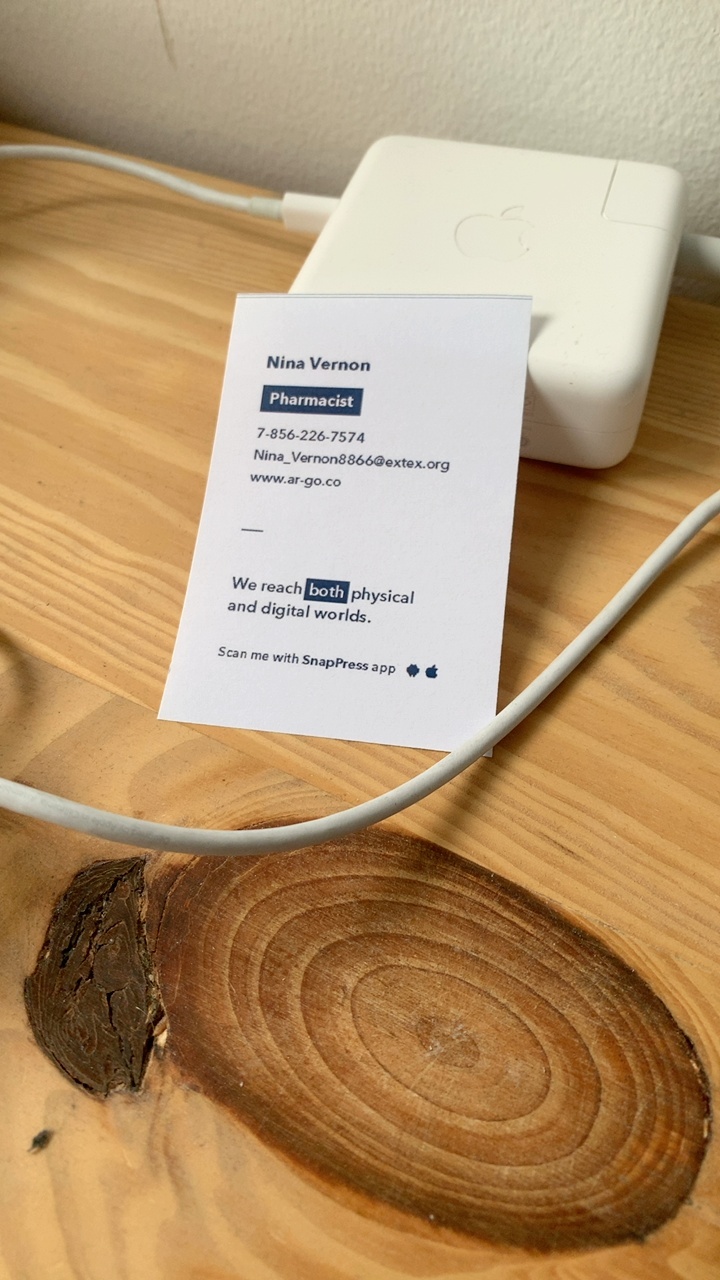 Nina Vernon
Pharmacist
7-856-226-7574
Nina_Vernon8866@extex.org
www.ar-go.co
We reach both physical
and digital worlds.
Scan me with SnapPress app